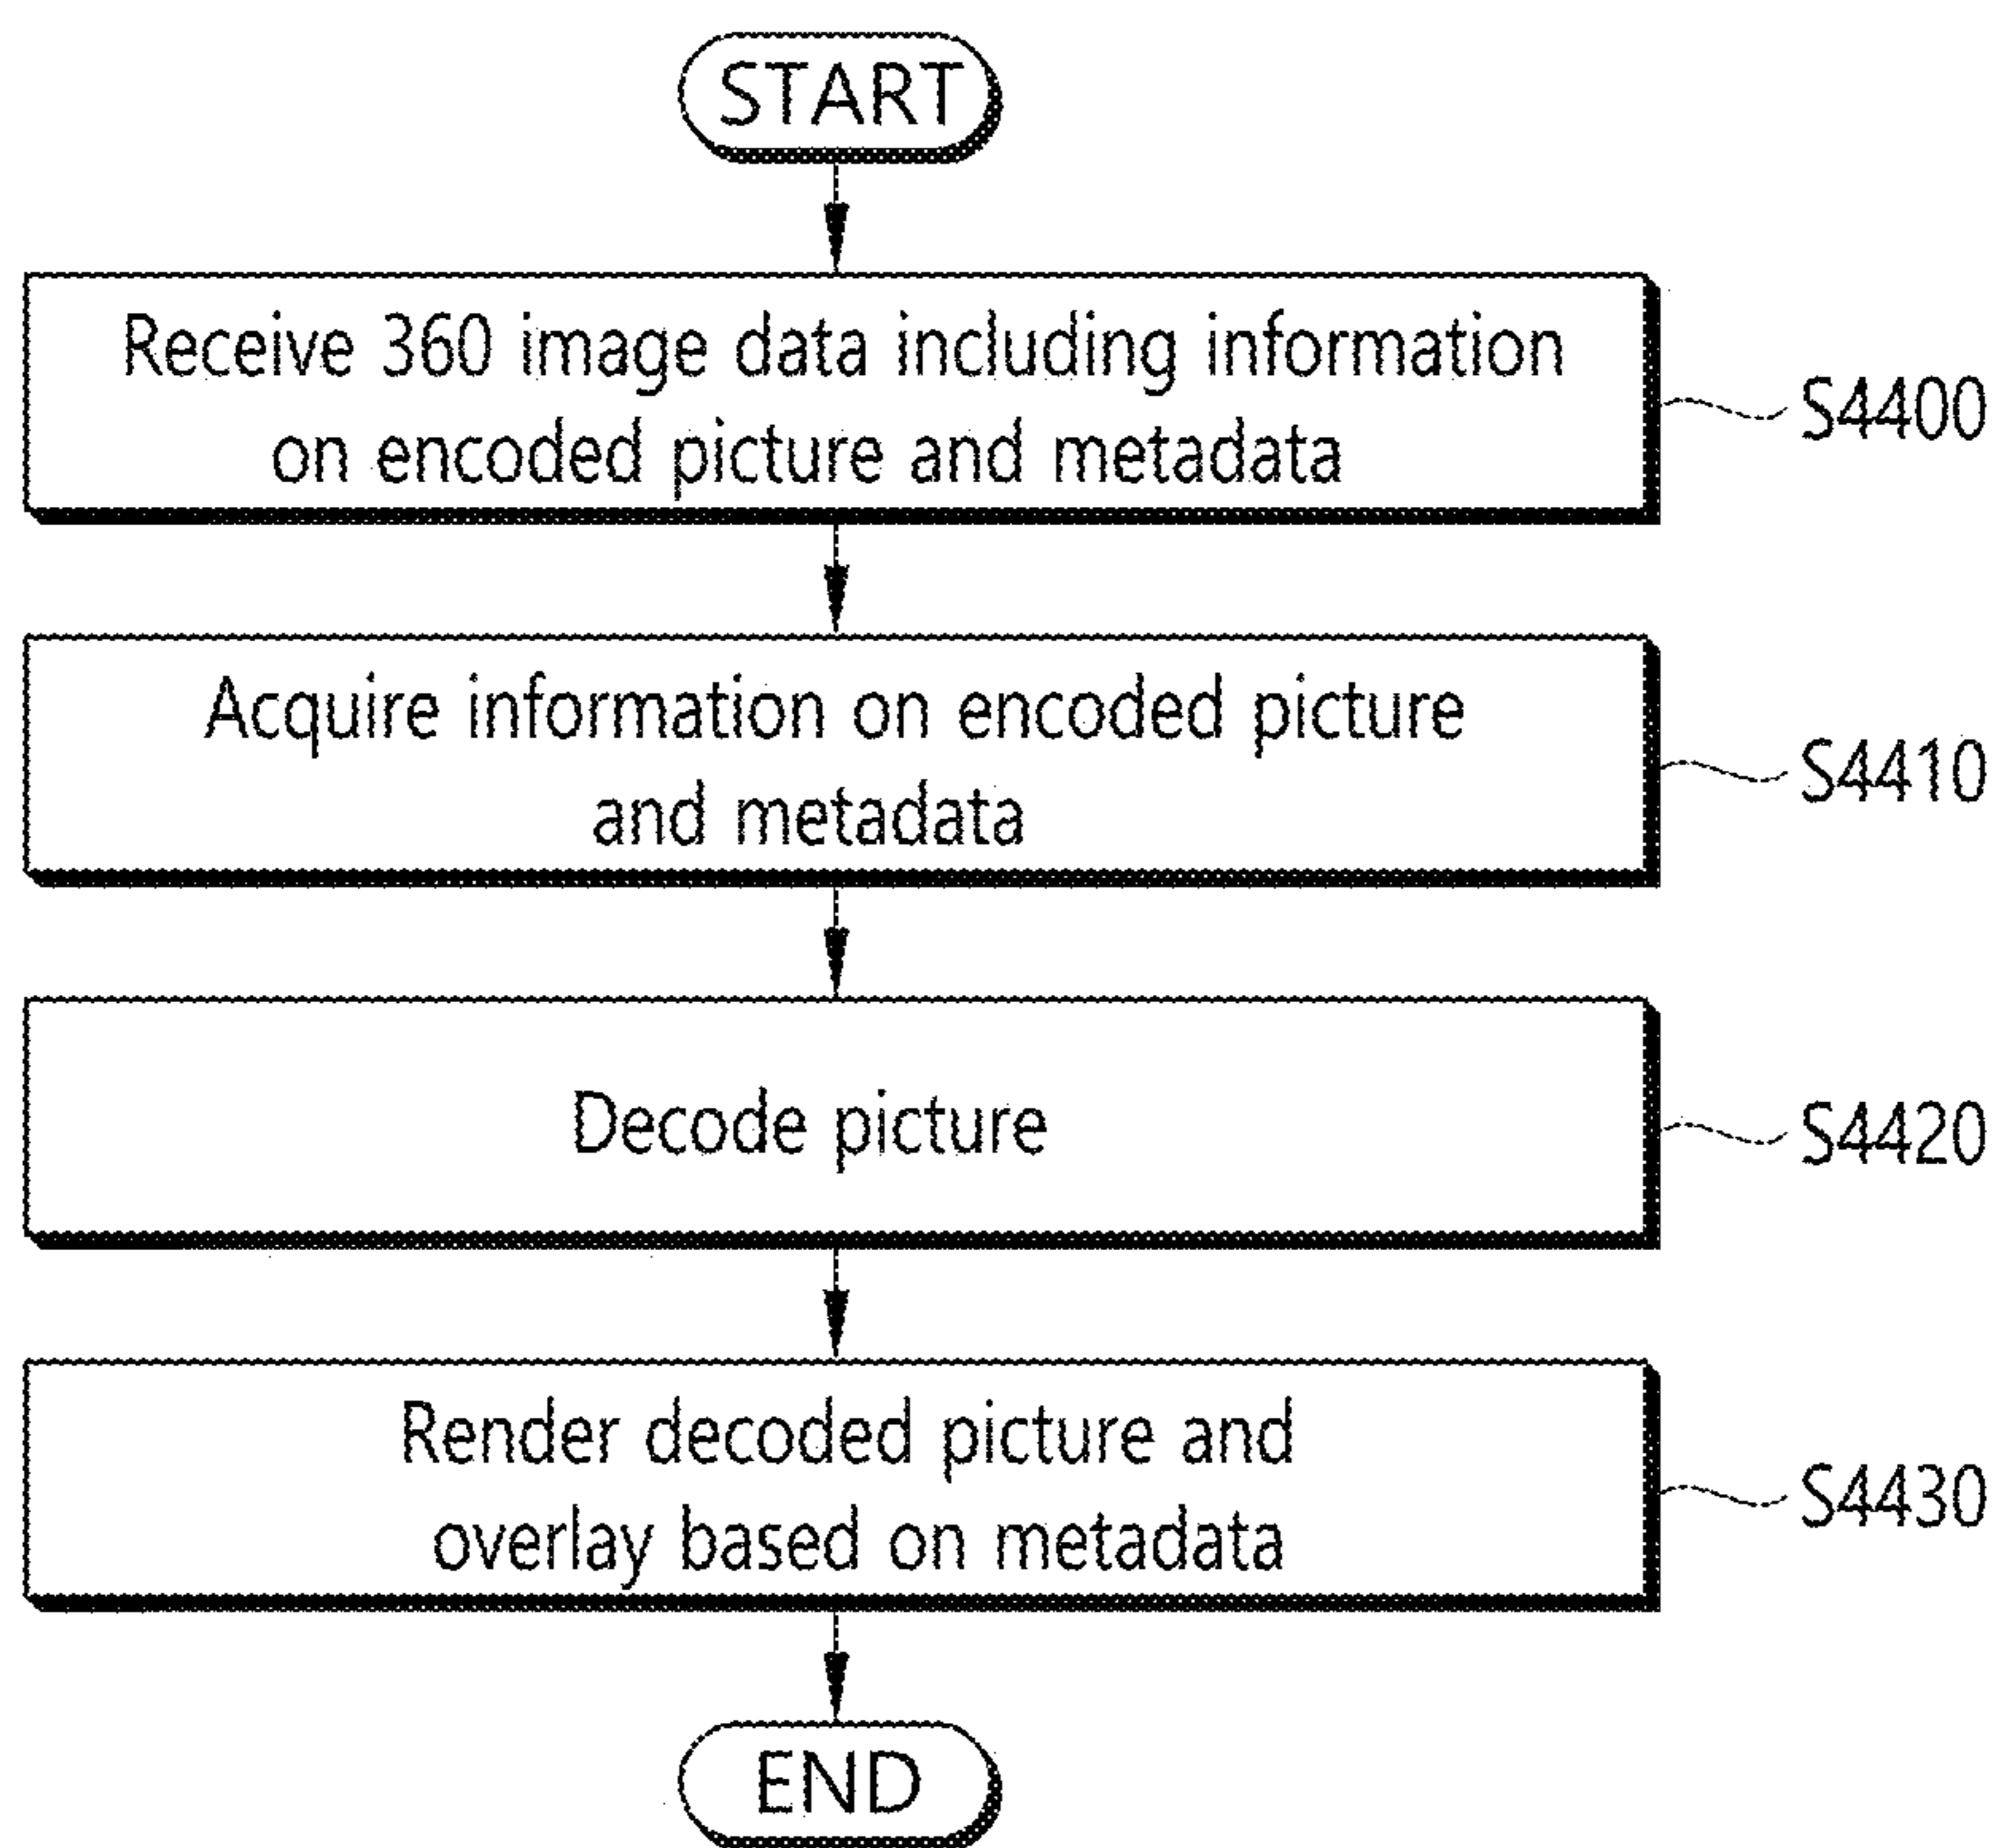 START
Receive 360 image data including information
on encoded picture and metadata
S4400
Acquire information on encoded picture
and metadata
S4410
Decode picture
S4420
Render decoded picture and
overlay based on metadata
S4430
END